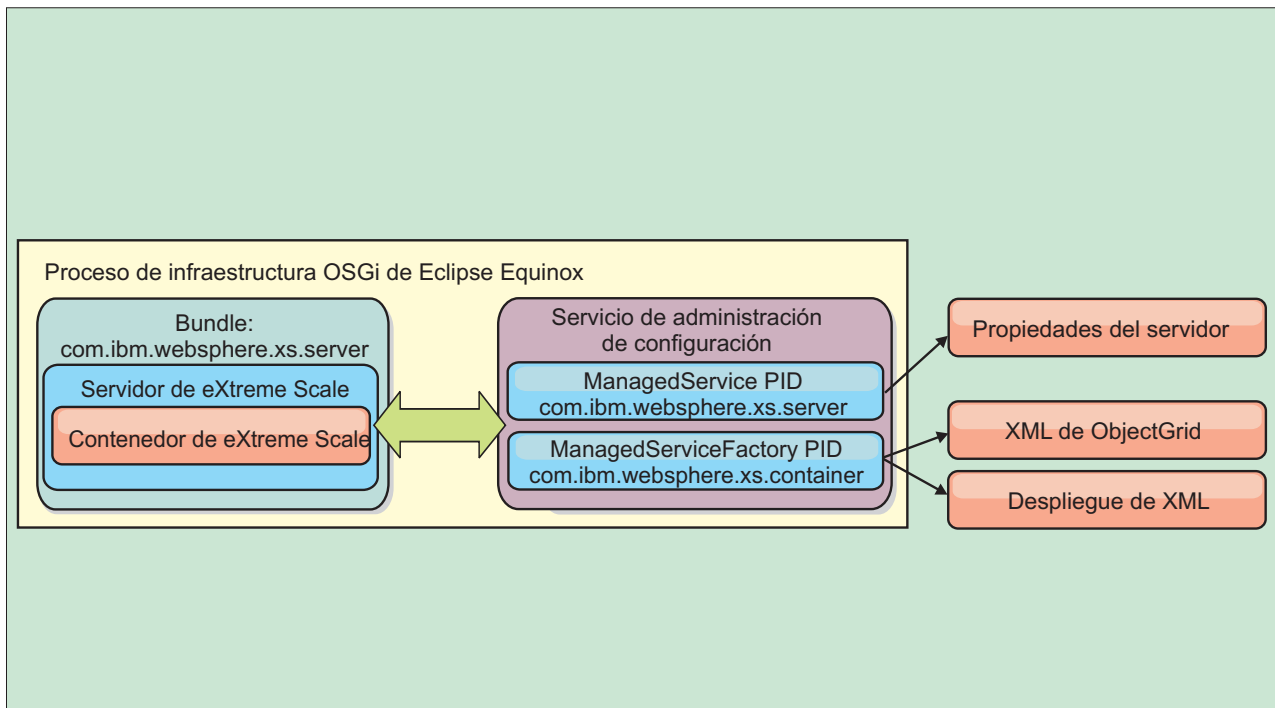 Proceso de infraestructura OSGi de Eclipse Equinox
Bundle:
com.ibm.websphere.xs.server
Servidor de eXtreme Scale
Contenedor de eXtreme Scale
Servicio de administración
de configuración
ManagedService PID
com.ibm.websphere.xs.server
ManagedServiceFactory PID
com.ibm.websphere.xs.container
Propiedades del servidor
XML de ObjectGrid
Despliegue de XML